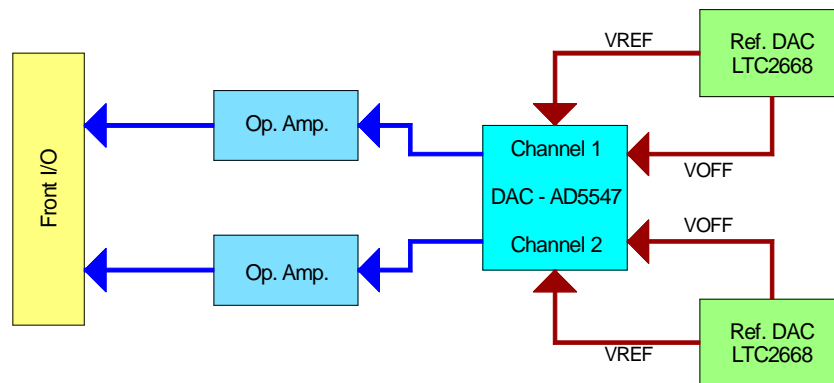 VREF
Ref. DAC
LTC2668
Op. Amp.
Channel 1
VOFF
Front I/O
DAC - AD5547
VOFF
Channel 2
Op. Amp.
Ref. DAC
LTC2668
VREF